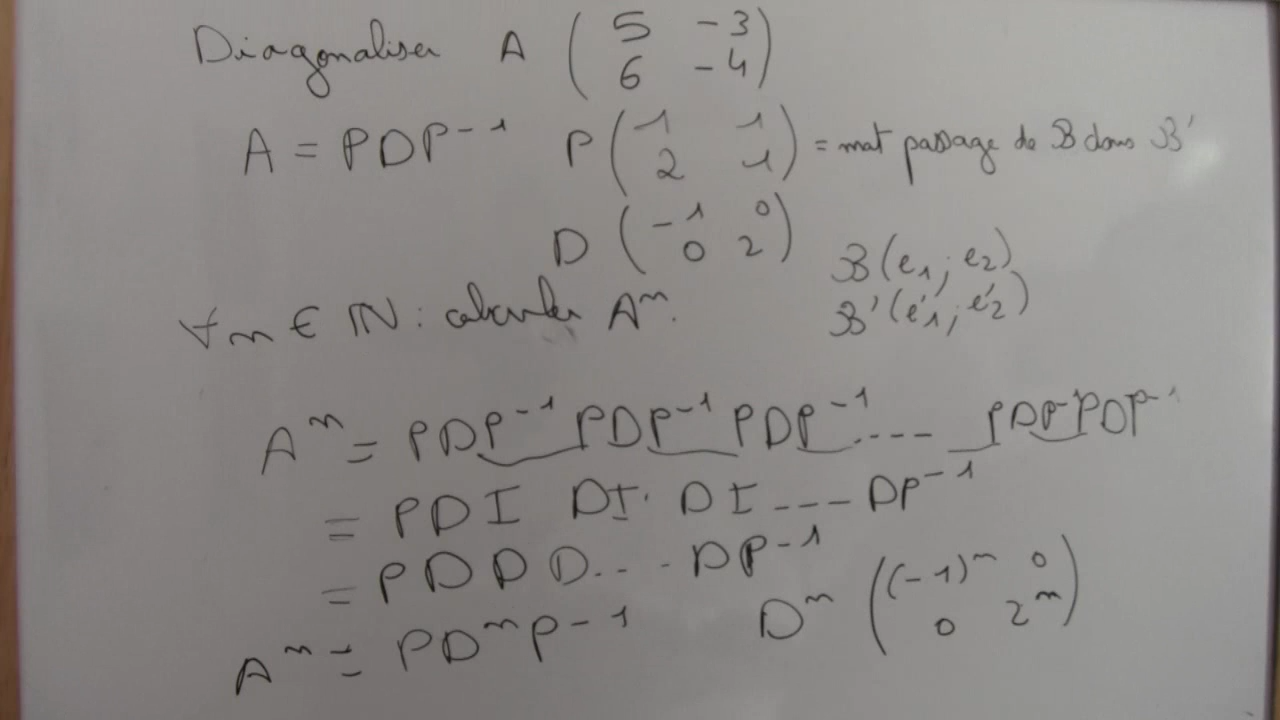 Diagonaliser A ( 5 -3
6 -4 )
A = PDP⁻¹ P ( 1 1
2 1 ) = mat passage de B dans B'
D ( -1 0
0 2 )
B (e₁; e₂)
B' (e'₁; e'₂)
∀n ∈ ℕ : calculer Aⁿ.
Aⁿ = PDP⁻¹ PDP⁻¹ PDP⁻¹ .---- PDP⁻¹PDP⁻¹
= PDI DI. DI --- DP⁻¹
= PDDD... - DP⁻¹
Aⁿ = PDⁿP⁻¹ Dⁿ ( (-1)ⁿ 0
0 2ⁿ )